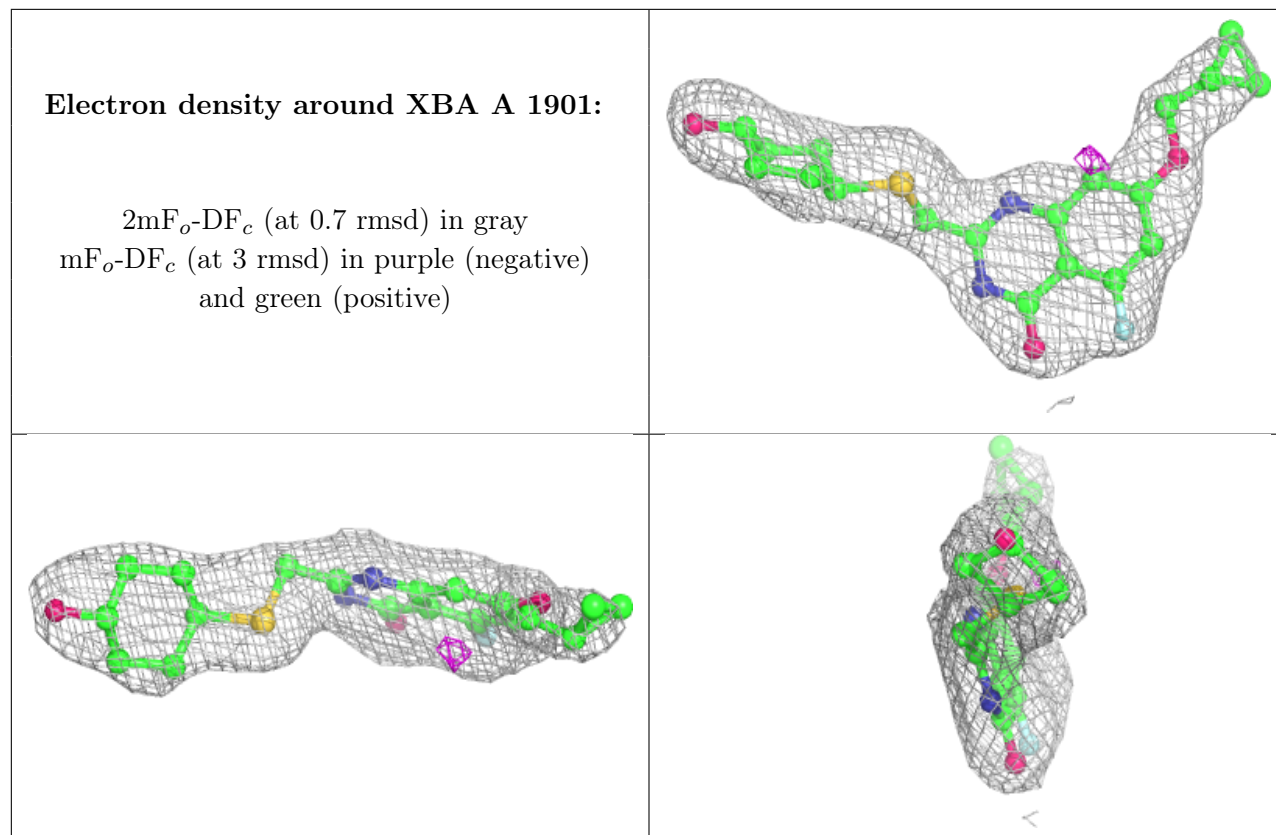 Electron density around XBA A 1901:
2mFₒ-DF𝒸 (at 0.7 rmsd) in gray
mFₒ-DF𝒸 (at 3 rmsd) in purple (negative)
and green (positive)